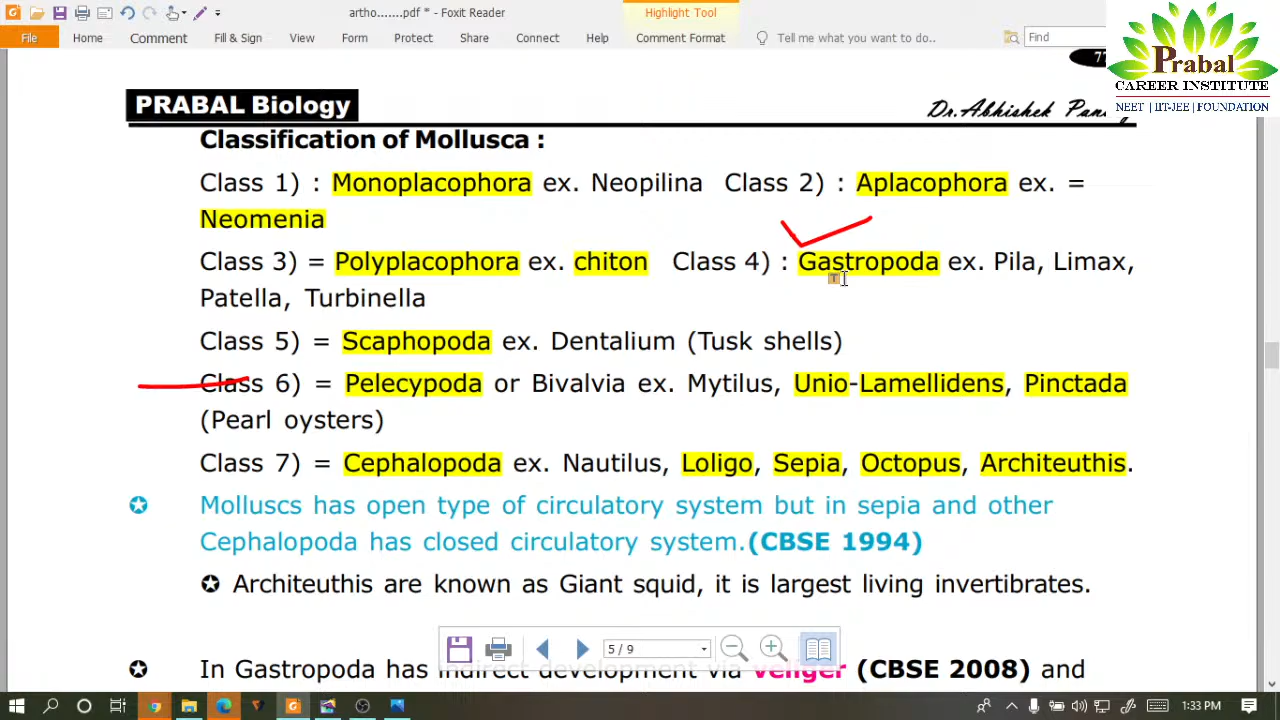 artho.......pdf * - Foxit Reader
Highlight Tool
File Home Comment Fill & Sign View Form Protect Share Connect Help Comment Format Tell me what you want to do.. Find
Prabal
CAREER INSTITUTE
NEET | IIT-JEE | FOUNDATION
PRABAL Biology
Dr. Abhishek
Classification of Mollusca :
Class 1) : Monoplacophora ex. Neopilina Class 2) : Aplacophora ex. =
Neomenia
Class 3) = Polyplacophora ex. chiton Class 4) : Gastropoda ex. Pila, Limax,
Patella, Turbinella
Class 5) = Scaphopoda ex. Dentalium (Tusk shells)
Class 6) = Pelecypoda or Bivalvia ex. Mytilus, Unio-Lamellidens, Pinctada
(Pearl oysters)
Class 7) = Cephalopoda ex. Nautilus, Loligo, Sepia, Octopus, Architeuthis.
Molluscs has open type of circulatory system but in sepia and other
Cephalopoda has closed circulatory system.(CBSE 1994)
Architeuthis are known as Giant squid, it is largest living invertibrates.
5 / 9
In Gastropoda has indirect development via veliger (CBSE 2008) and
1:33 PM